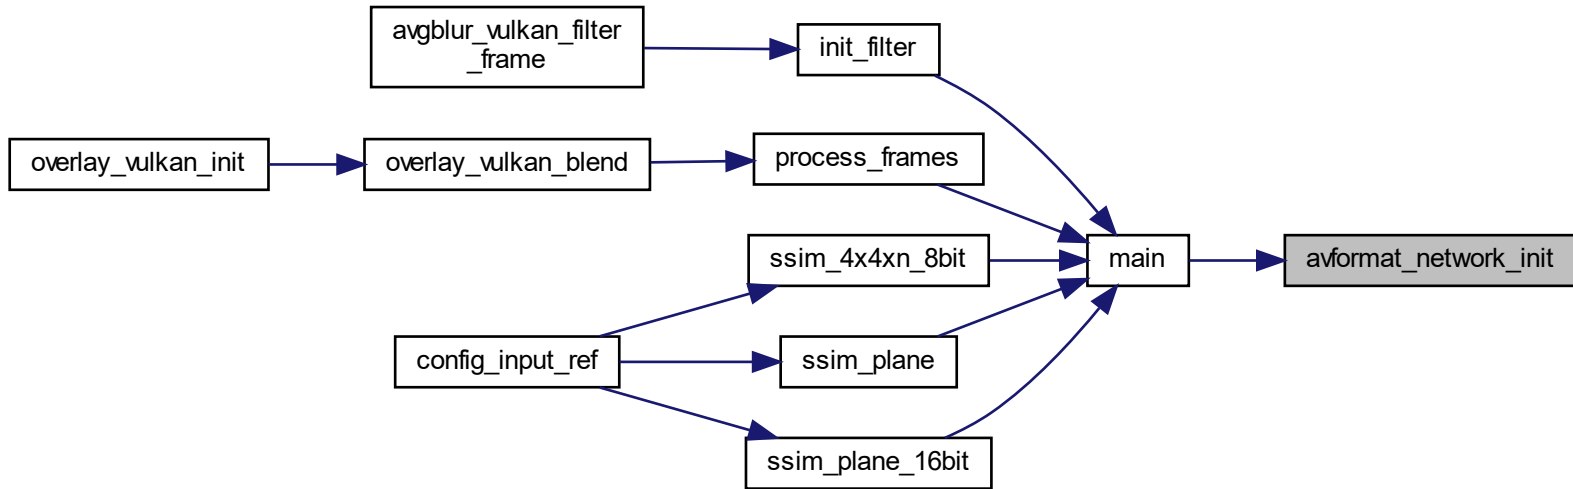 avgblur_vulkan_filter
_frame
init_filter
overlay_vulkan_init
overlay_vulkan_blend
process_frames
ssim_4x4xn_8bit
main
avformat_network_init
config_input_ref
ssim_plane
ssim_plane_16bit